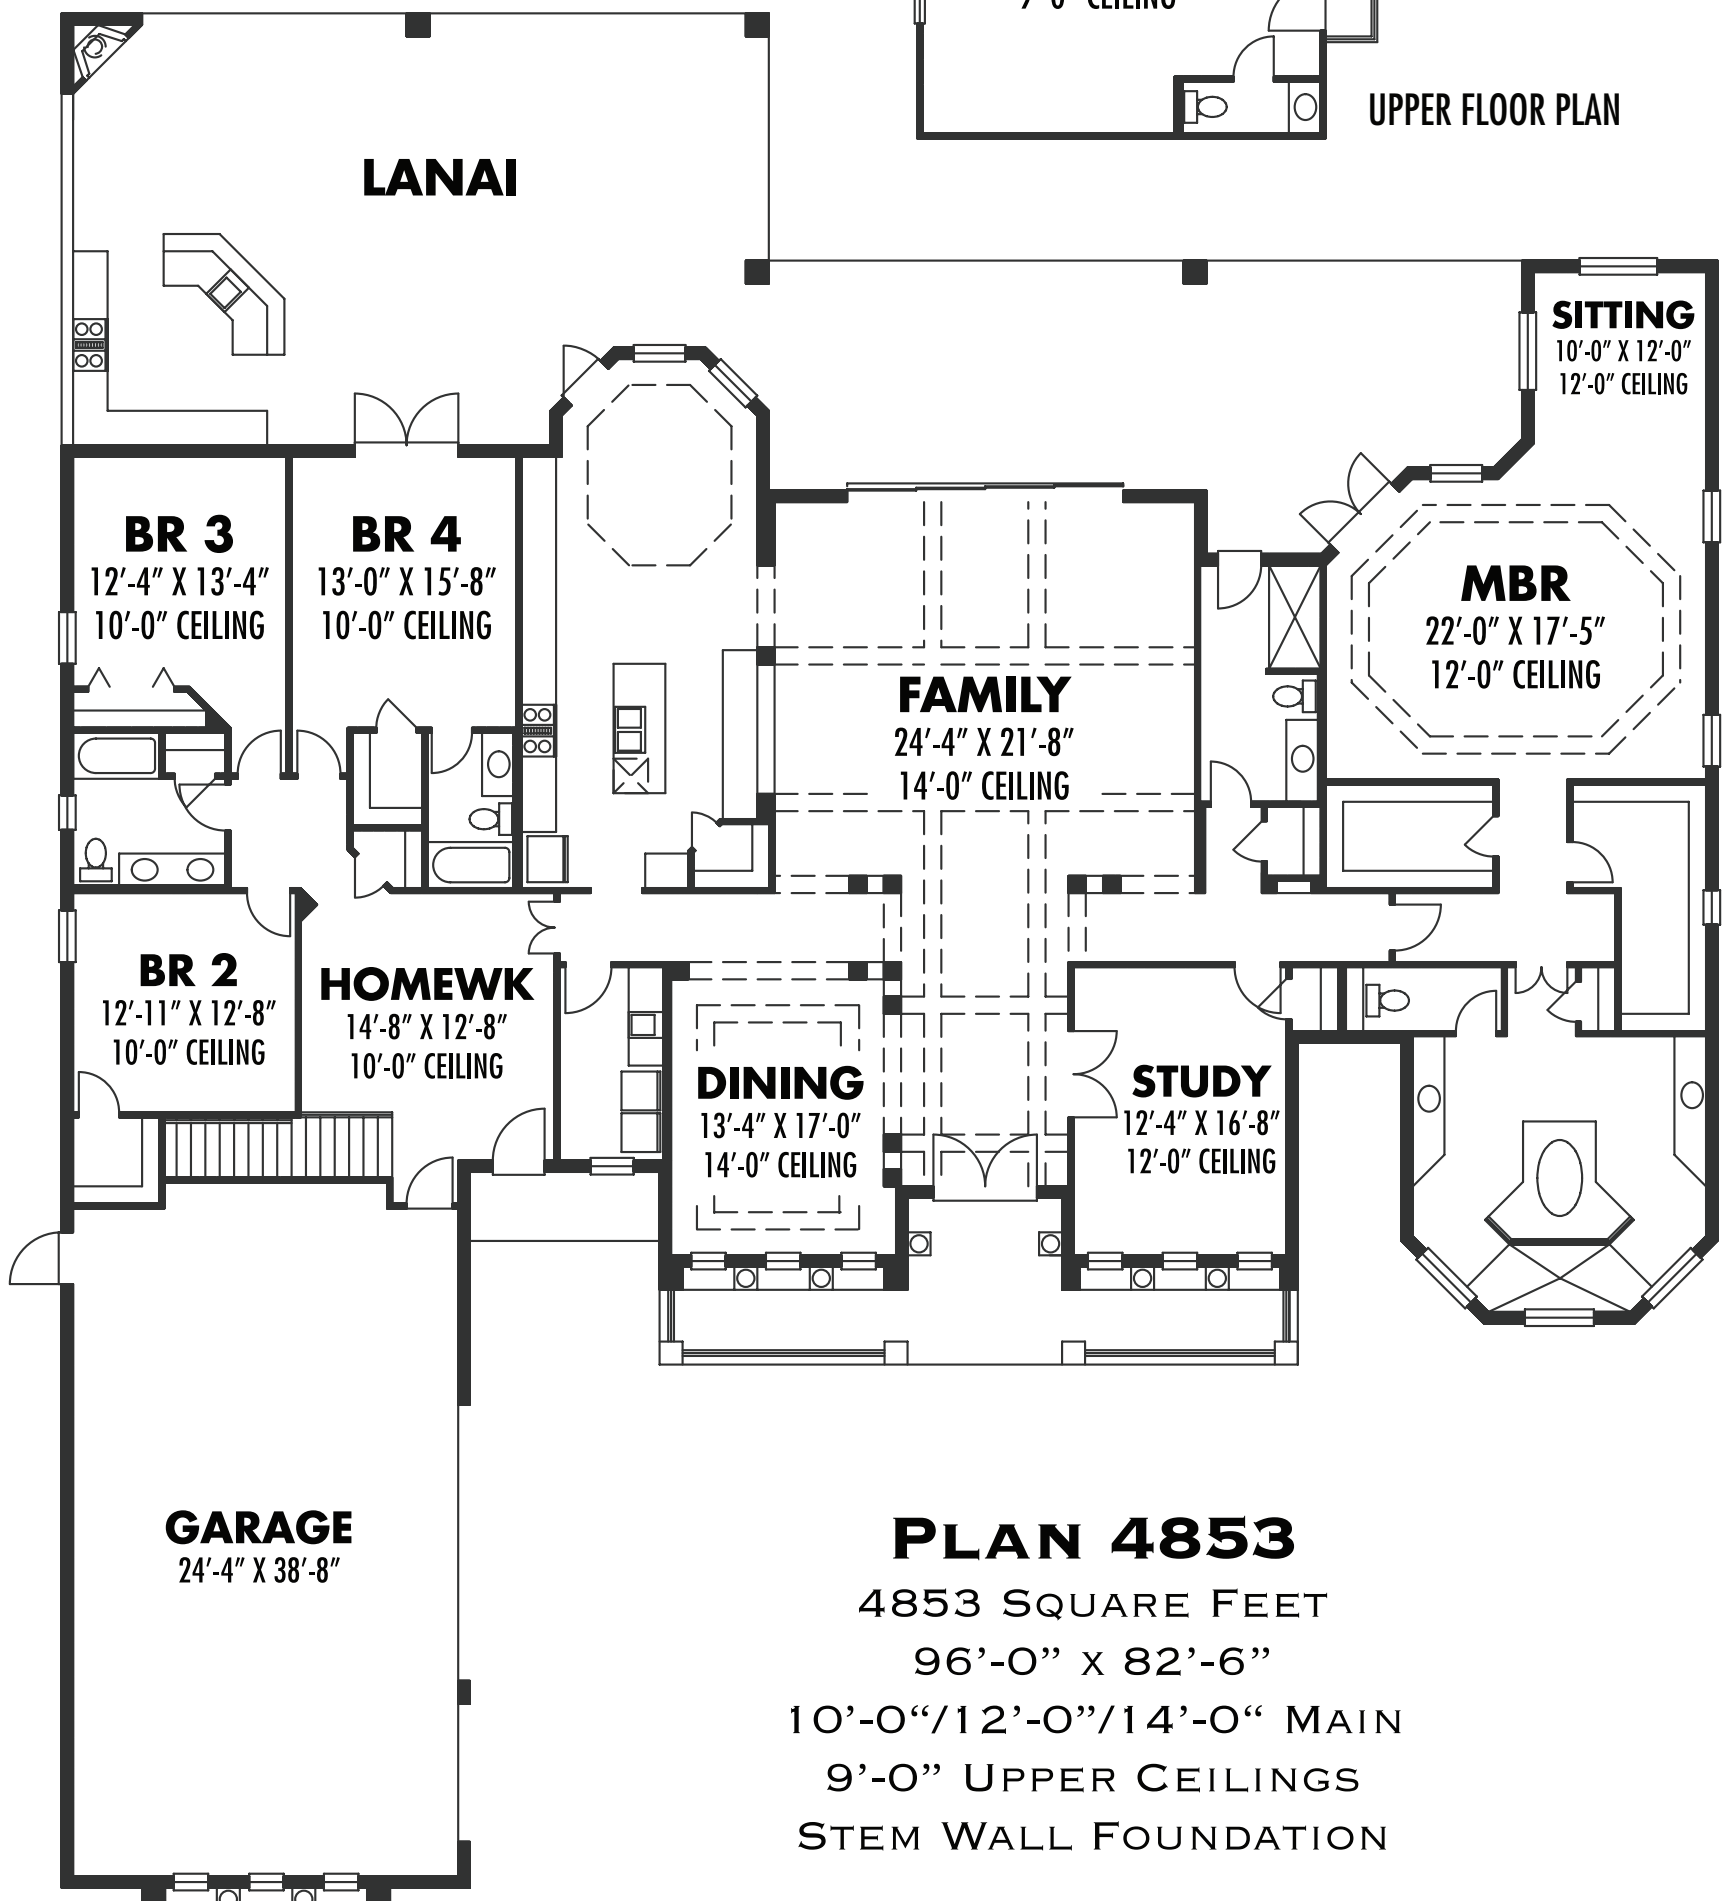 9'-0" CEILING
UPPER FLOOR PLAN
LANAI
SITTING
10'-0" X 12'-0"
12'-0" CEILING
BR 3
12'-4" X 13'-4"
10'-0" CEILING
BR 4
13'-0" X 15'-8"
10'-0" CEILING
MBR
22'-0" X 17'-5"
12'-0" CEILING
FAMILY
24'-4" X 21'-8"
14'-0" CEILING
BR 2
12'-11" X 12'-8"
10'-0" CEILING
HOMEWK
14'-8" X 12'-8"
10'-0" CEILING
DINING
13'-4" X 17'-0"
14'-0" CEILING
STUDY
12'-4" X 16'-8"
12'-0" CEILING
GARAGE
24'-4" X 38'-8"
PLAN 4853
4853 SQUARE FEET
96'-0” X 82'-6”
10'-0“/12'-0”/14'-0“ MAIN
9'-0” UPPER CEILINGS
STEM WALL FOUNDATION